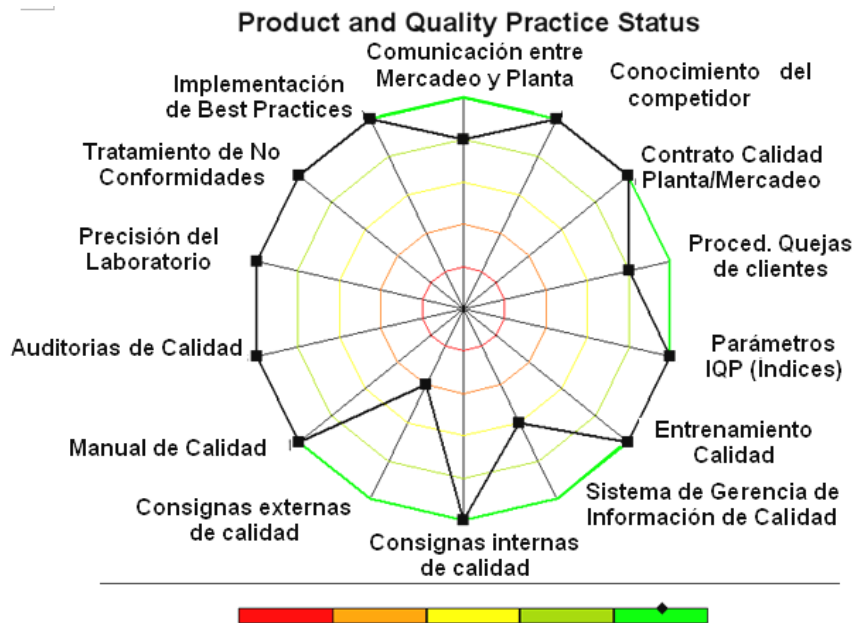 Product and Quality Practice Status
Comunicación entre
Mercadeo y Planta
Conocimiento del
competidor
Contrato Calidad
Planta/Mercadeo
Proced. Quejas
de clientes
Parámetros
IQP (Índices)
Entrenamiento
Calidad
Sistema de Gerencia de
Información de Calidad
Consignas internas
de calidad
Consignas externas
de calidad
Manual de Calidad
Auditorias de Calidad
Precisión del
Laboratorio
Tratamiento de No
Conformidades
Implementación
de Best Practices